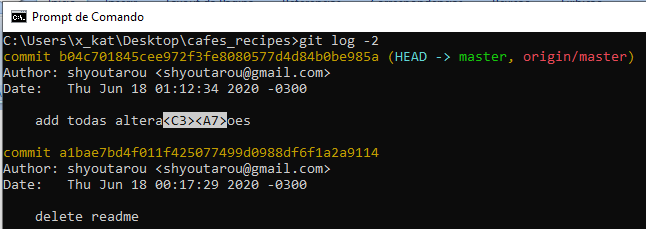 Prompt de Comando
C:\Users\x_kat\Desktop\cafes_recipes>git log -2
commit b04c701845cee972f3fe8080577d4d84b0be985a (HEAD -> master, origin/master)
Author: shyoutarou <shyoutarou@gmail.com>
Date:   Thu Jun 18 01:12:34 2020 -0300
add todas altera<C3><A7>oes
commit a1bae7bd4f011f425077499d0988df6f1a2a9114
Author: shyoutarou <shyoutarou@gmail.com>
Date:   Thu Jun 18 00:17:29 2020 -0300
delete readme